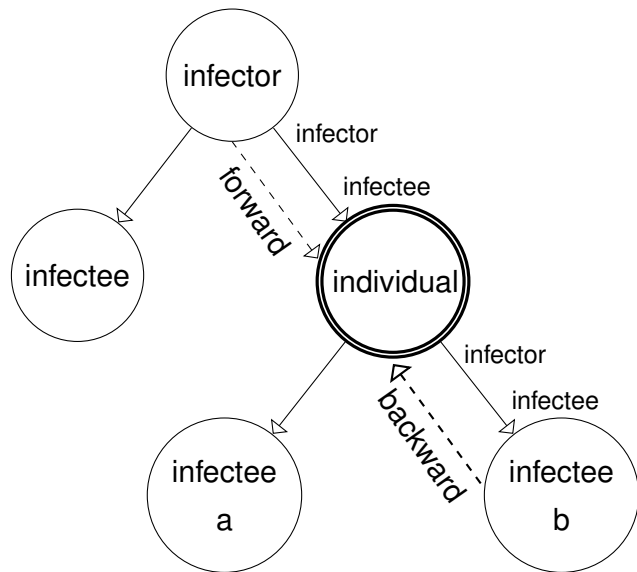 infector
infector
infectee
forward
infectee
individual
infector
infectee
backward
infectee
a
infectee
b